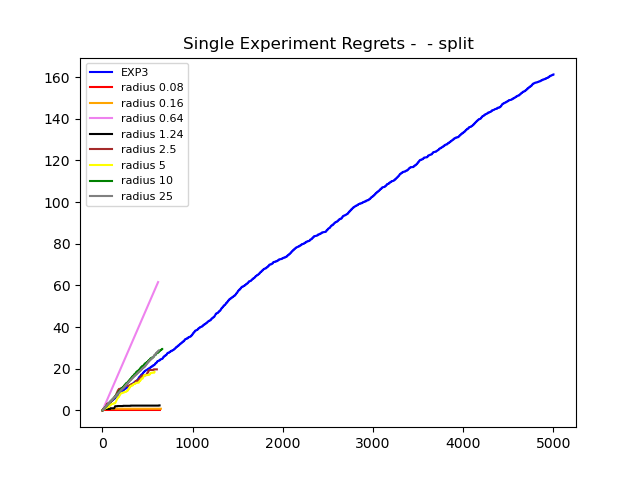 Single Experiment Regrets -  - split
EXP3
radius 0.08
radius 0.16
radius 0.64
radius 1.24
radius 2.5
radius 5
radius 10
radius 25
160
140
120
100
80
60
40
20
0
0 1000 2000 3000 4000 5000